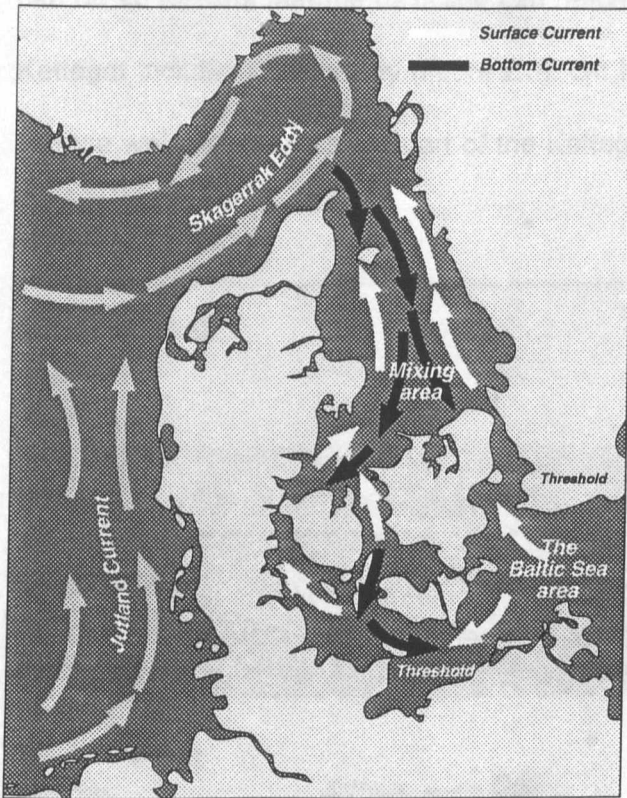 Surface Current
Bottom Current
Skagerrak Eddy
Mixing
area
Threshold
Jutland Current
The
Baltic Sea
area
Threshold